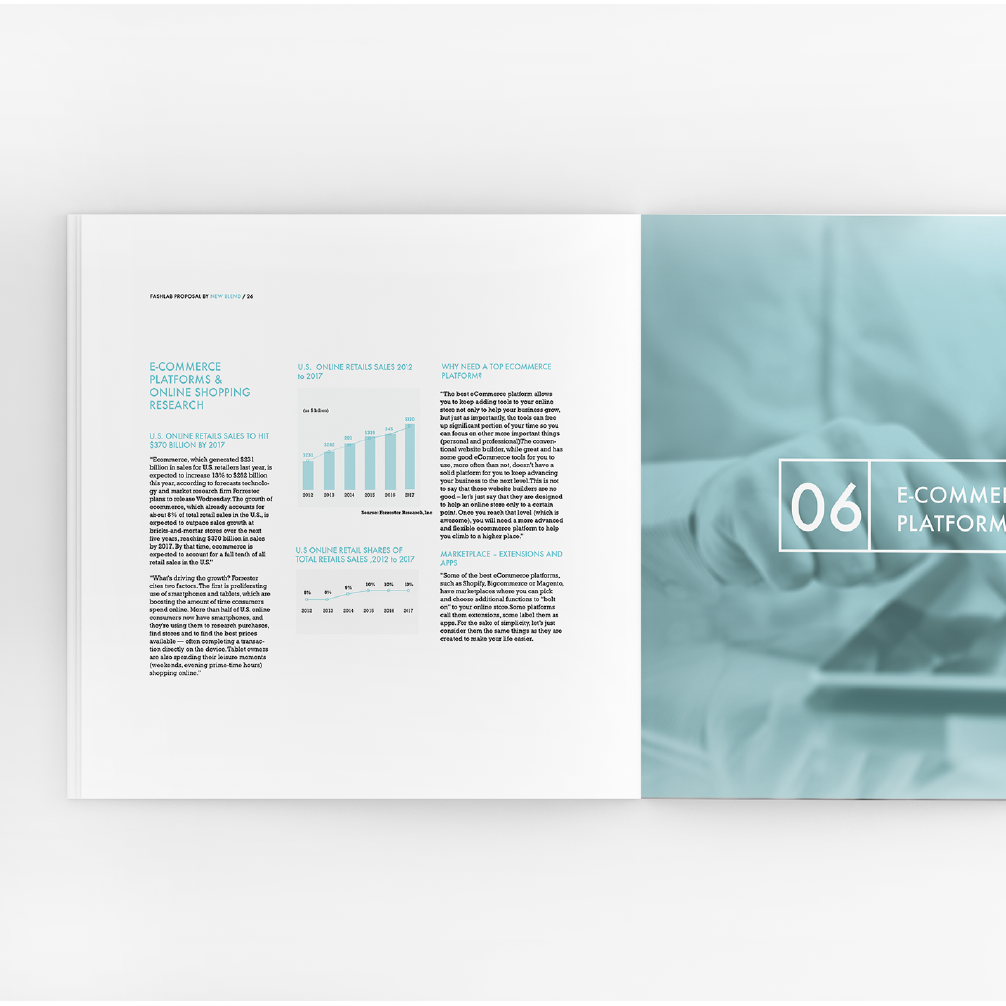 FASHLAB PROPOSAL BY NEW BLEND / 26
E-COMMERCE
PLATFORMS &
ONLINE SHOPPING
RESEARCH
U.S. ONLINE RETAILS SALES TO HIT
$370 BILLION BY 2017
"Ecommerce, which generated $231
billion in sales for U.S. retailers last year, is
expected to increase 13% to $262 billion
this year, according to forecasts technolo-
gy and market research firm Forrester
plans to release Wednesday. The growth of
ecommerce, which already accounts for
about 8% of total retail sales in the U.S., is
expected to outpace sales growth at
bricks-and-mortar stores over the next
five years, reaching $370 billion in sales
by 2017. By that time, ecommerce is
expected to account for a full tenth of all
retail sales in the U.S."
"What's driving the growth? Forrester
cites two factors. The first is proliferating
use of smartphones and tablets, which are
boosting the amount of time consumers
spend online. More than half of U.S. online
consumers now have smartphones, and
they're using them to research purchases,
find stores and to find the best prices
available — often completing a transac-
tion directly on the device. Tablet owners
are also spending their leisure moments
(weekends, evening prime-time hours)
shopping online."
U.S. ONLINE RETAILS SALES 2012
to 2017
(in $ billion)
2012 2013 2014 2015 2016 2017
Source: Forrester Research, Inc
U.S ONLINE RETAIL SHARES OF
TOTAL RETAILS SALES ,2012 to 2017
8% 8% 9% 10% 10%
2012 2013 2014 2015 2016 2017
WHY NEED A TOP ECOMMERCE
PLATFORM?
"The best eCommerce platform allows
you to keep adding tools to your online
store not only to help your business grow,
but just as importantly, the tools can free
up significant portion of your time so you
can focus on other more important things
(personal and professional)The conven-
tional website builder, while great and has
some good eCommerce tools for you to
use, more often than not, doesn't have a
solid platform for you to keep advancing
your business to the next level. This is not
to say that those website builders are no
good – let's just say that they are designed
to help an online store only to a certain
point. Once you reach that level (which is
awesome), you will need a more advanced
and flexible ecommerce platform to help
you climb to a higher place."
MARKETPLACE – EXTENSIONS AND
APPS
"Some of the best eCommerce platforms,
such as Shopify, Bigcommerce or Magento,
have marketplaces where you can pick
and choose additional functions to "bolt
on" to your online store.Some platforms
call them extensions, some label them as
apps. For the sake of simplicity, let's just
consider them the same things as they are
created to make your life easier.
06
E-COMMER
PLATFORM